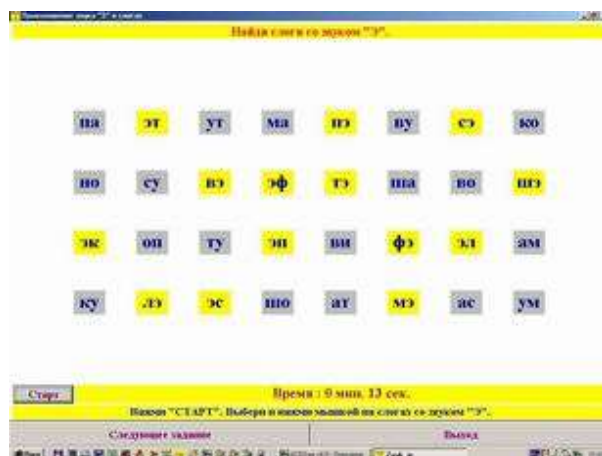 Найди слоги со звуком "Э".
па эт ут ма пэ ву сэ ко
но су вэ эф тэ ша во шэ
эк оп ту эп ви фэ эл ам
ку лэ эс шо ат мэ ас ум
Старт
Время : 0 мин. 13 сек.
Нажми "СТАРТ". Выбери и нажми мышкой на слогах со звуком "Э".
Следующее задание
Выход